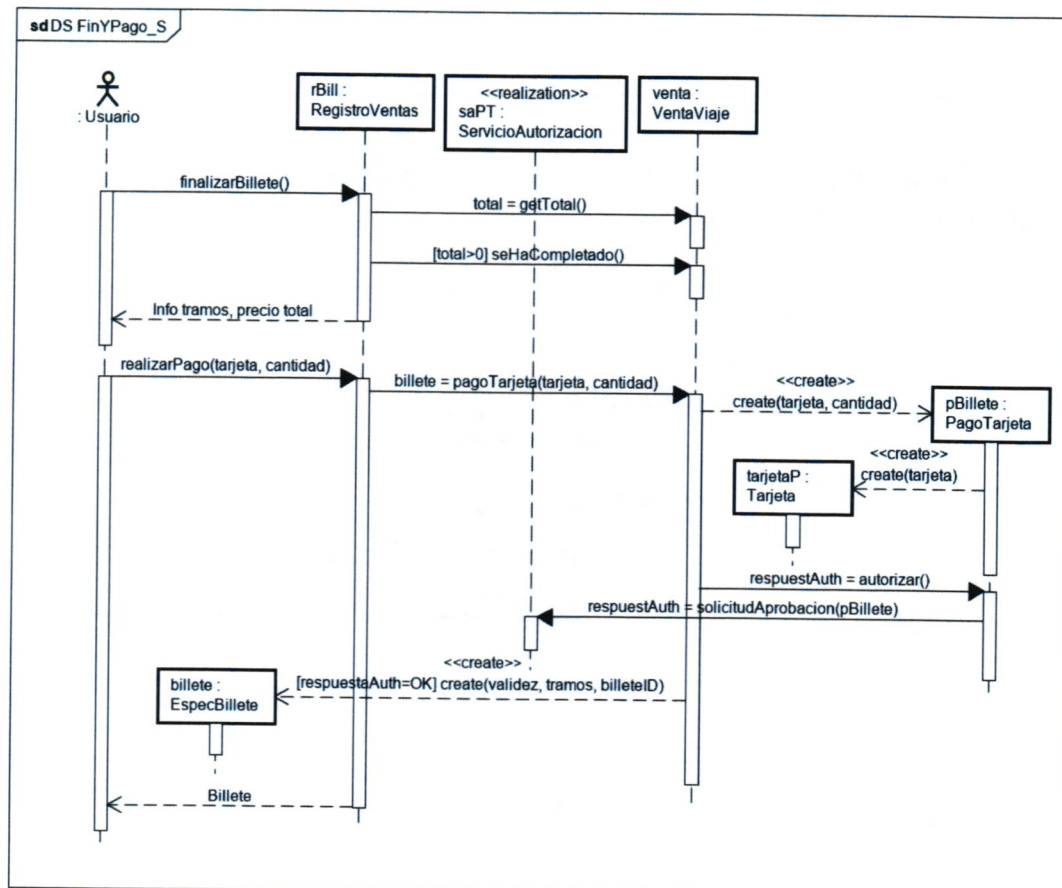 sd DS FinYPago_S
: Usuario
rBill :
RegistroVentas
<<realization>>
saPT :
ServicioAutorizacion
venta :
VentaViaje
finalizarBillete()
total = getTotal()
[total>0] seHaCompletado()
Info tramos, precio total
realizarPago(tarjeta, cantidad)
billete = pagoTarjeta(tarjeta, cantidad)
<<create>>
create(tarjeta, cantidad)
pBillete :
PagoTarjeta
<<create>>
create(tarjeta)
tarjetaP :
Tarjeta
respuestAuth = autorizar()
respuestAuth = solicitudAprobacion(pBillete)
<<create>>
[respuestaAuth=OK] create(validez, tramos, billeteID)
billete :
EspecBillete
Billete